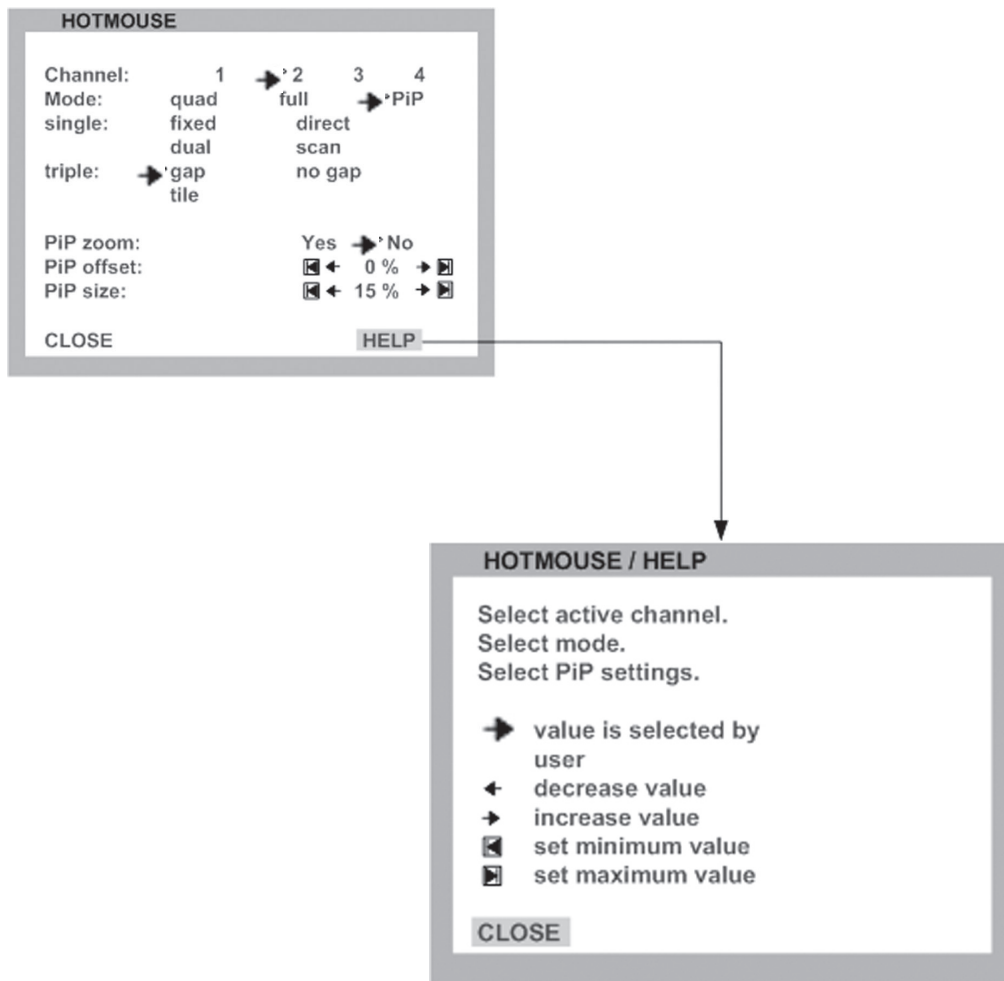 HOTMOUSE
Channel: 1 2 3 4
Mode: quad full PiP
single: fixed direct
dual scan
triple: gap no gap
tile
PiP zoom: Yes No
PiP offset: 0 %
PiP size: 15 %
CLOSE HELP
HOTMOUSE / HELP
Select active channel.
Select mode.
Select PiP settings.
value is selected by
user
decrease value
increase value
set minimum value
set maximum value
CLOSE